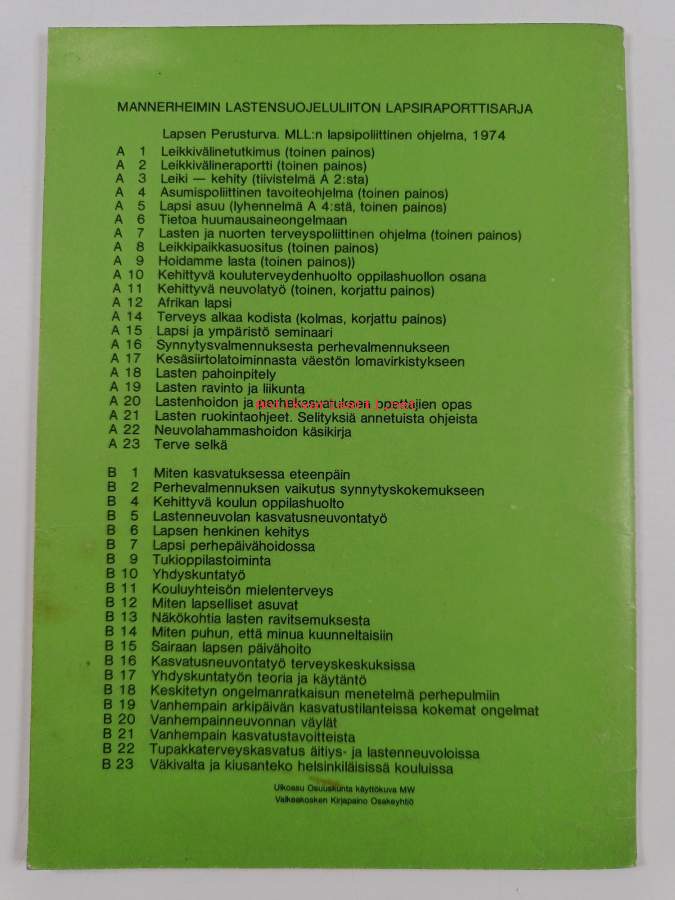 MANNERHEIMIN LASTENSUOJELULIITON LAPSIRAPORTTISARJA
Lapsen Perusturva. MLL:n lapsipoliittinen ohjelma, 1974
A 1 Leikkivälinetutkimus (toinen painos)
A 2 Leikkivälineraportti (toinen painos)
A 3 Leiki — kehity (tiivistelmä A 2:sta)
A 4 Asumispoliittinen tavoiteohjelma (toinen painos)
A 5 Lapsi asuu (lyhennelmä A 4:stä, toinen painos)
A 6 Tietoa huumausaineongelmaan
A 7 Lasten ja nuorten terveyspoliittinen ohjelma (toinen painos)
A 8 Leikkipaikkasuositus (toinen painos)
A 9 Hoidamme lasta (toinen painos))
A 10 Kehittyvä kouluterveydenhuolto oppilashuollon osana
A 11 Kehittyvä neuvolatyö (toinen, korjattu painos)
A 12 Afrikan lapsi
A 14 Terveys alkaa kodista (kolmas, korjattu painos)
A 15 Lapsi ja ympäristö seminaari
A 16 Synnytysvalmennuksesta perhevalmennukseen
A 17 Kesäsiirtolatoiminnasta väestön lomavirkistykseen
A 18 Lasten pahoinpitely
A 19 Lasten ravinto ja liikunta
A 20 Lastenhoidon ja perhekasvatuksen opettajien opas
A 21 Lasten ruokintaohjeet. Selityksiä annetuista ohjeista
A 22 Neuvolahammashoidon käsikirja
A 23 Terve selkä
B 1 Miten kasvatuksessa eteenpäin
B 2 Perhevalmennuksen vaikutus synnytyskokemukseen
B 4 Kehittyvä koulun oppilashuolto
B 5 Lastenneuvolan kasvatusneuvontatyö
B 6 Lapsen henkinen kehitys
B 7 Lapsi perhepäivähoidossa
B 9 Tukioppilastoiminta
B 10 Yhdyskuntatyö
B 11 Kouluyhteisön mielenterveys
B 12 Miten lapselliset asuvat
B 13 Näkökohtia lasten ravitsemuksesta
B 14 Miten puhun, että minua kuunneltaisiin
B 15 Sairaan lapsen päivähoito
B 16 Kasvatusneuvontatyö terveyskeskuksissa
B 17 Yhdyskuntatyön teoria ja käytäntö
B 18 Keskitetyn ongelmanratkaisun menetelmä perhepulmiin
B 19 Vanhempain arkipäivän kasvatustilanteissa kokemat ongelmat
B 20 Vanhempainneuvonnan väylät
B 21 Vanhempain kasvatustavoitteista
B 22 Tupakkaterveyskasvatus äitiys- ja lastenneuvoloissa
B 23 Väkivalta ja kiusanteko helsinkiläisissä kouluissa
Ulkoasu Osuuskunta käyttökuva MW
Valkeakosken Kirjapaino Osakeyhtiö